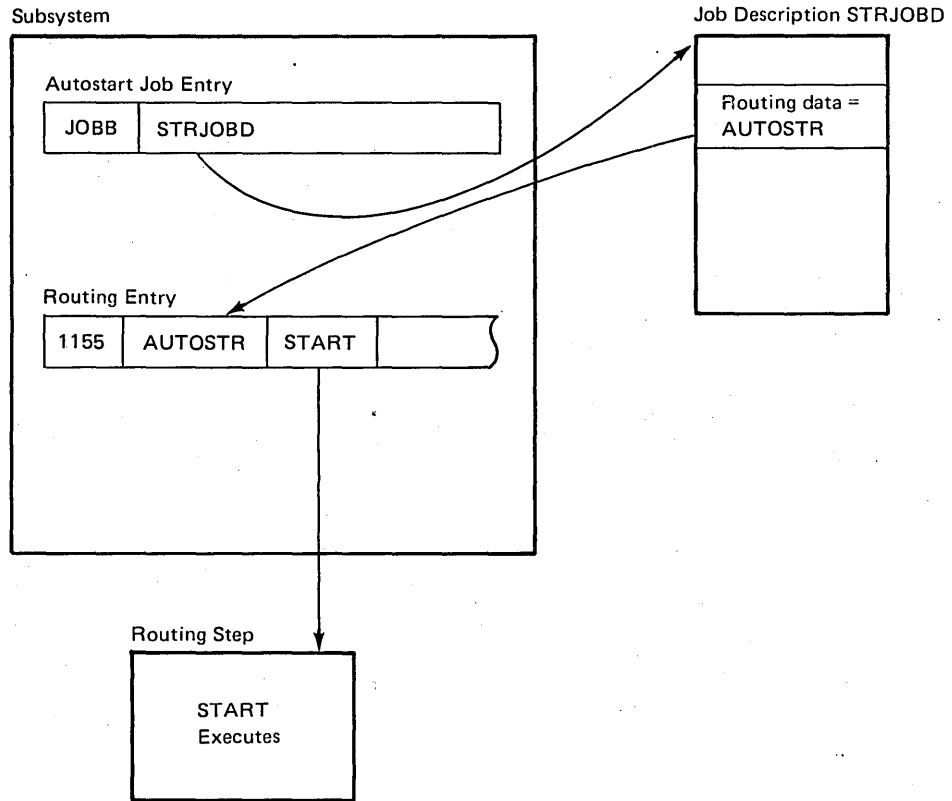 Subsystem
Job Description STRJOBD
Autostart Job Entry
JOBB STRJOBD
Routing data =
AUTOSTR
Routing Entry
1155 AUTOSTR START
Routing Step
START
Executes